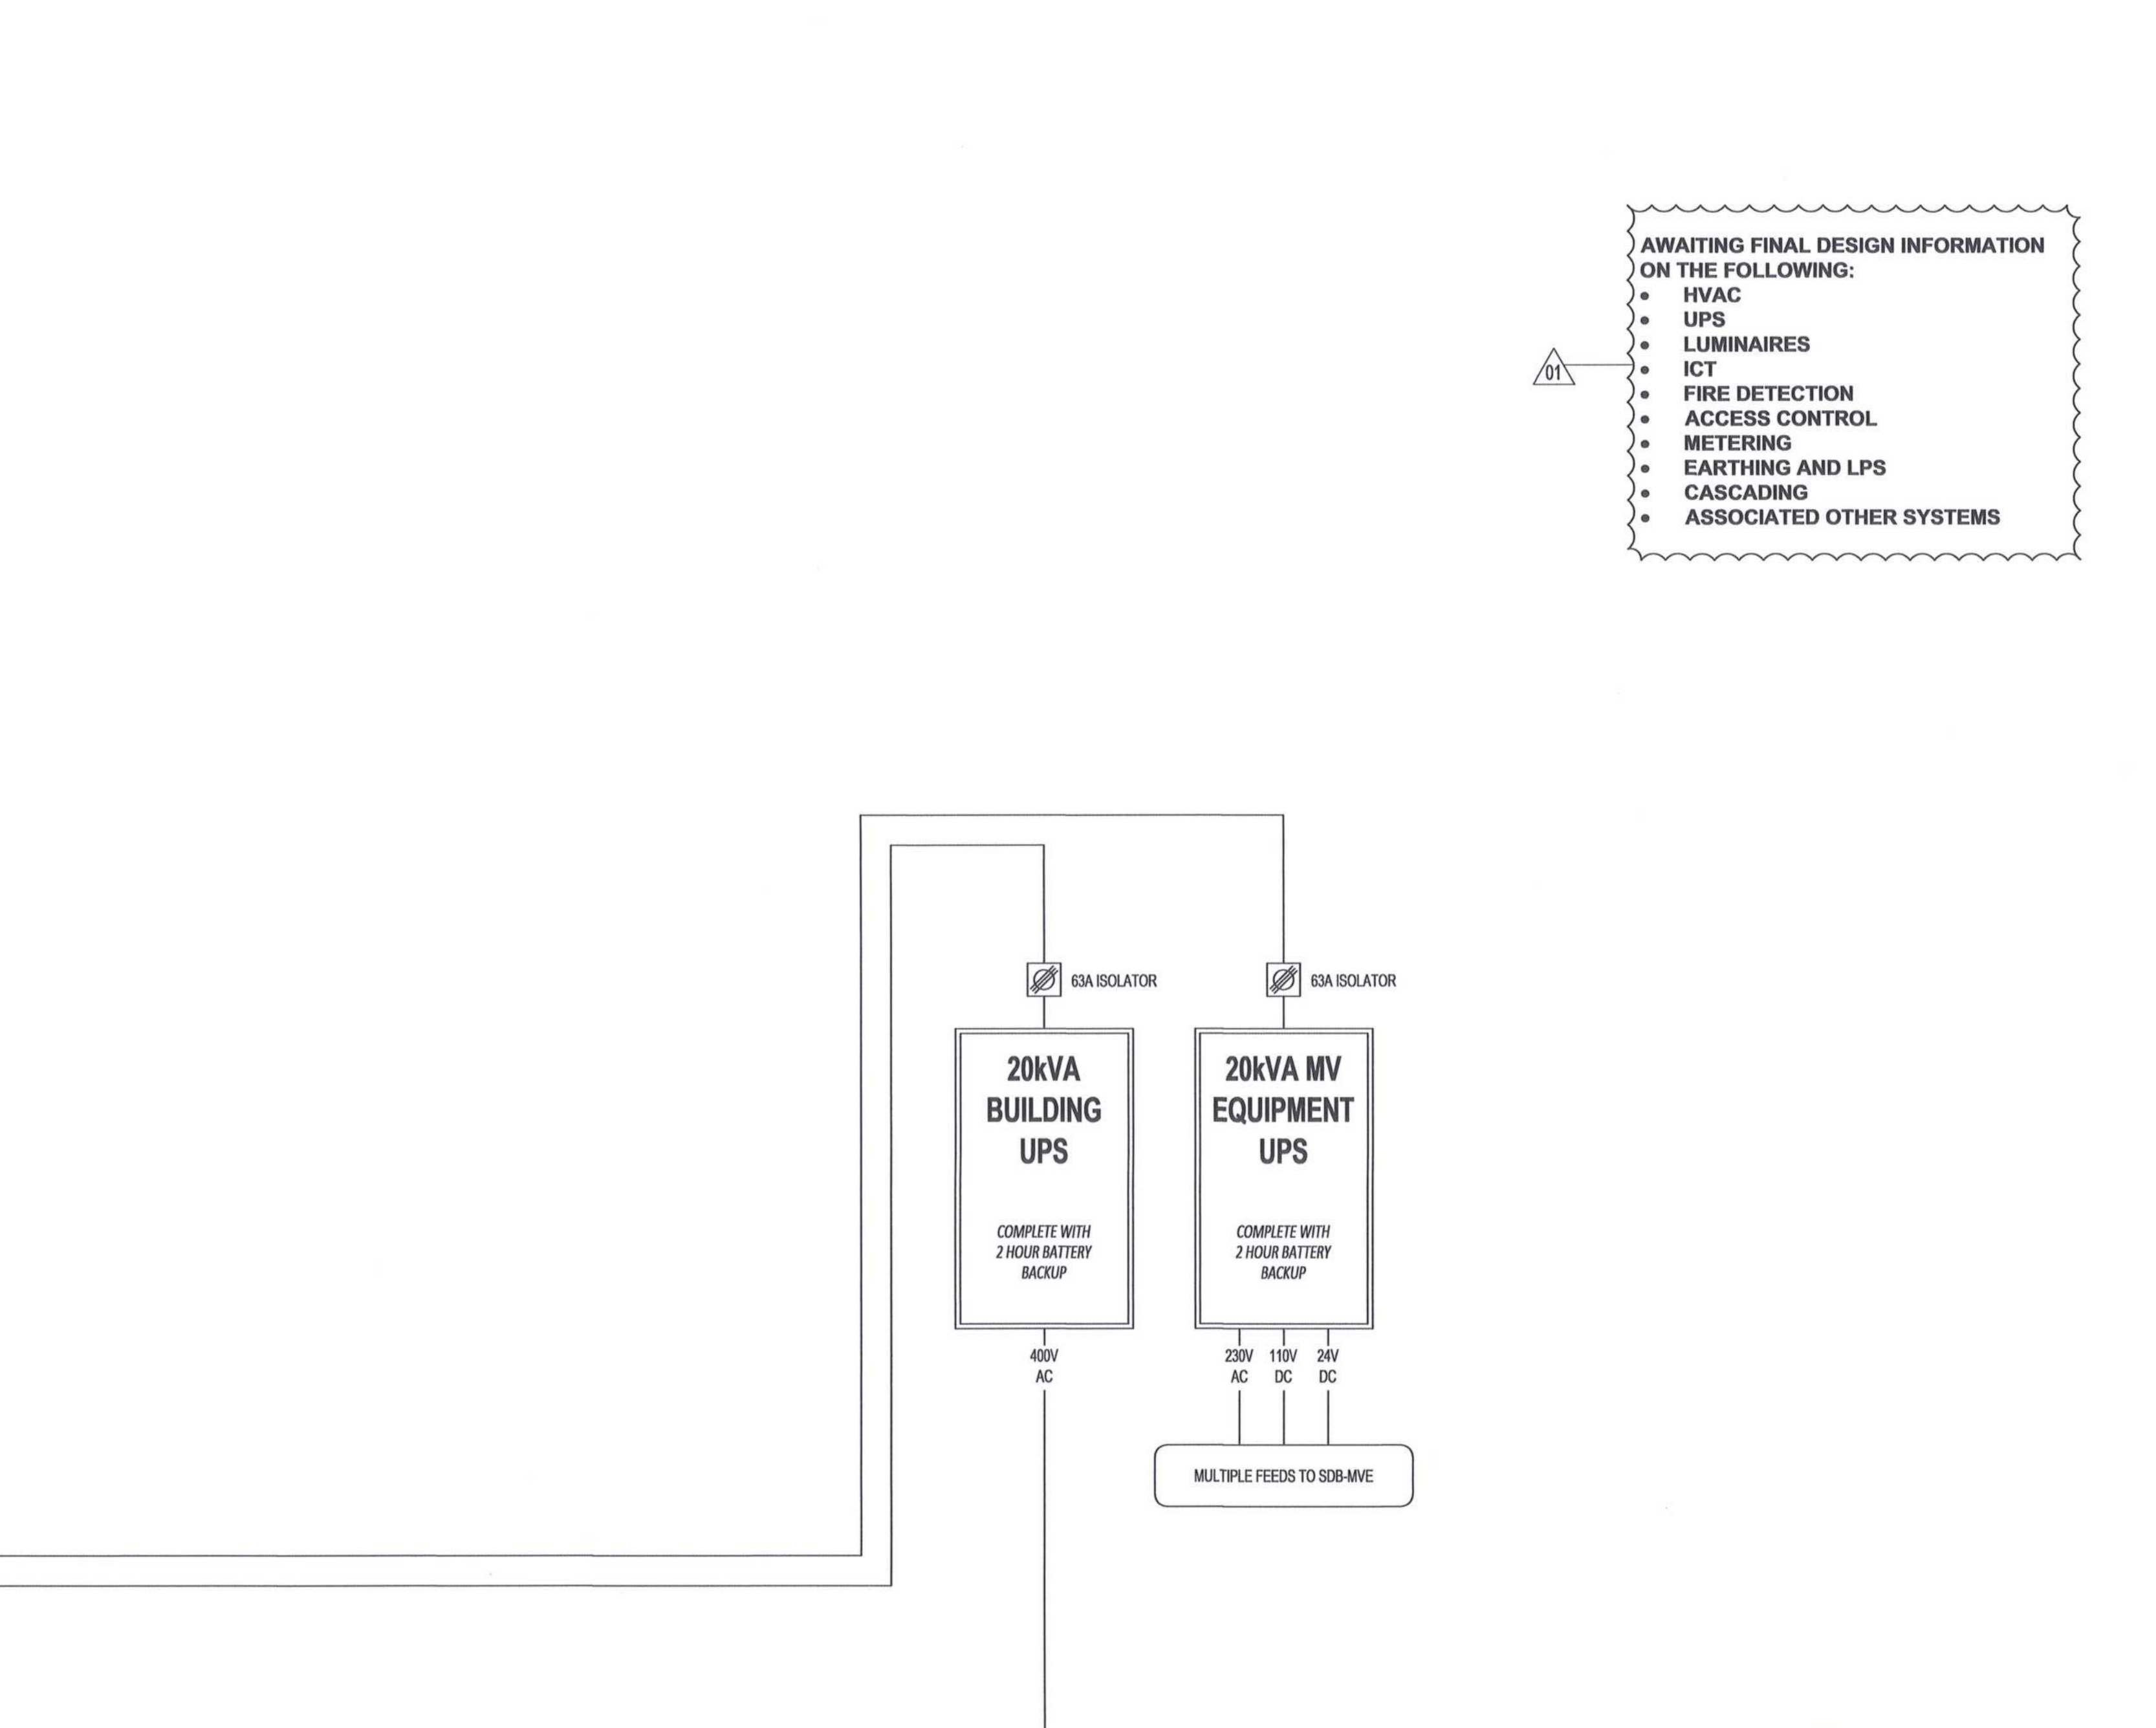 AWAITING FINAL DESIGN INFORMATION
ON THE FOLLOWING:
• HVAC
• UPS
• LUMINAIRES
• ICT
• FIRE DETECTION
• ACCESS CONTROL
• METERING
• EARTHING AND LPS
• CASCADING
• ASSOCIATED OTHER SYSTEMS
01
63A ISOLATOR
63A ISOLATOR
20kVA
BUILDING
UPS
COMPLETE WITH
2 HOUR BATTERY
BACKUP
400V
AC
20kVA MV
EQUIPMENT
UPS
COMPLETE WITH
2 HOUR BATTERY
BACKUP
230V 110V 24V
AC DC DC
MULTIPLE FEEDS TO SDB-MVE